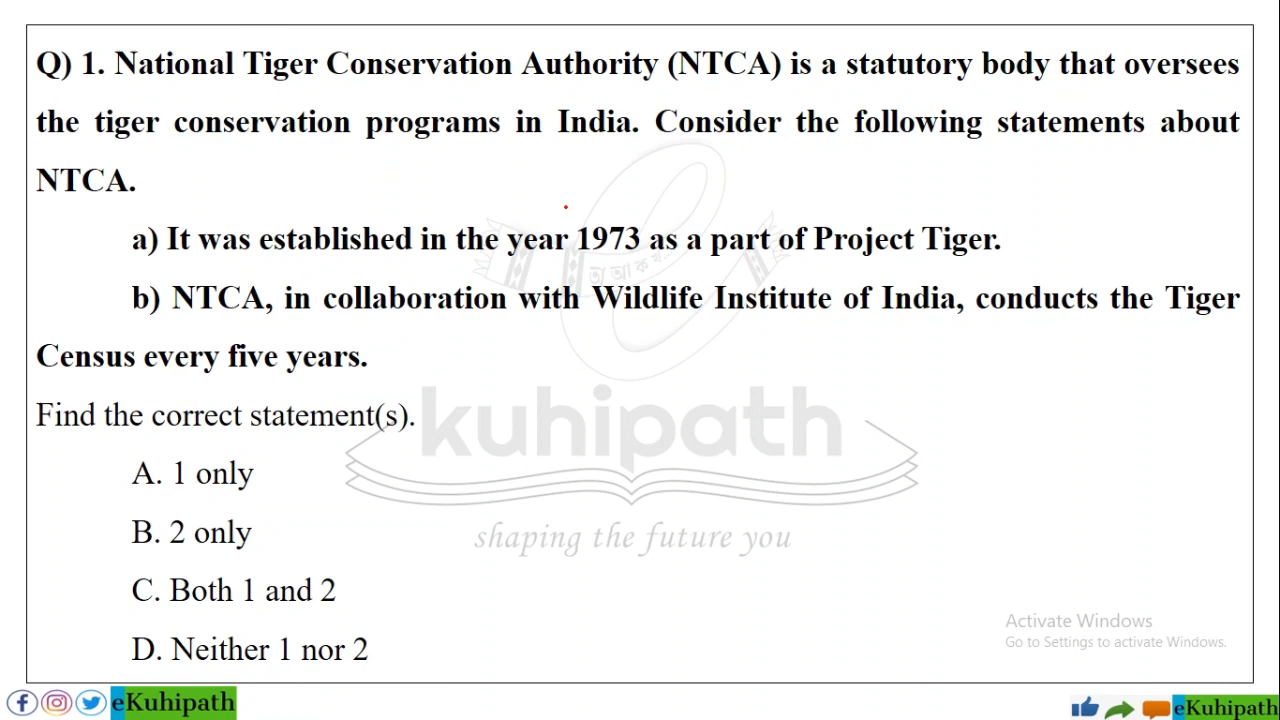 Q) 1. National Tiger Conservation Authority (NTCA) is a statutory body that oversees
the tiger conservation programs in India. Consider the following statements about
NTCA.
a) It was established in the year 1973 as a part of Project Tiger.
b) NTCA, in collaboration with Wildlife Institute of India, conducts the Tiger
Census every five years.
Find the correct statement(s).
A. 1 only
B. 2 only
C. Both 1 and 2
D. Neither 1 nor 2
kuhipath
shaping the future you
Activate Windows
Go to Settings to activate Windows.
eKuhipath
eKuhipath